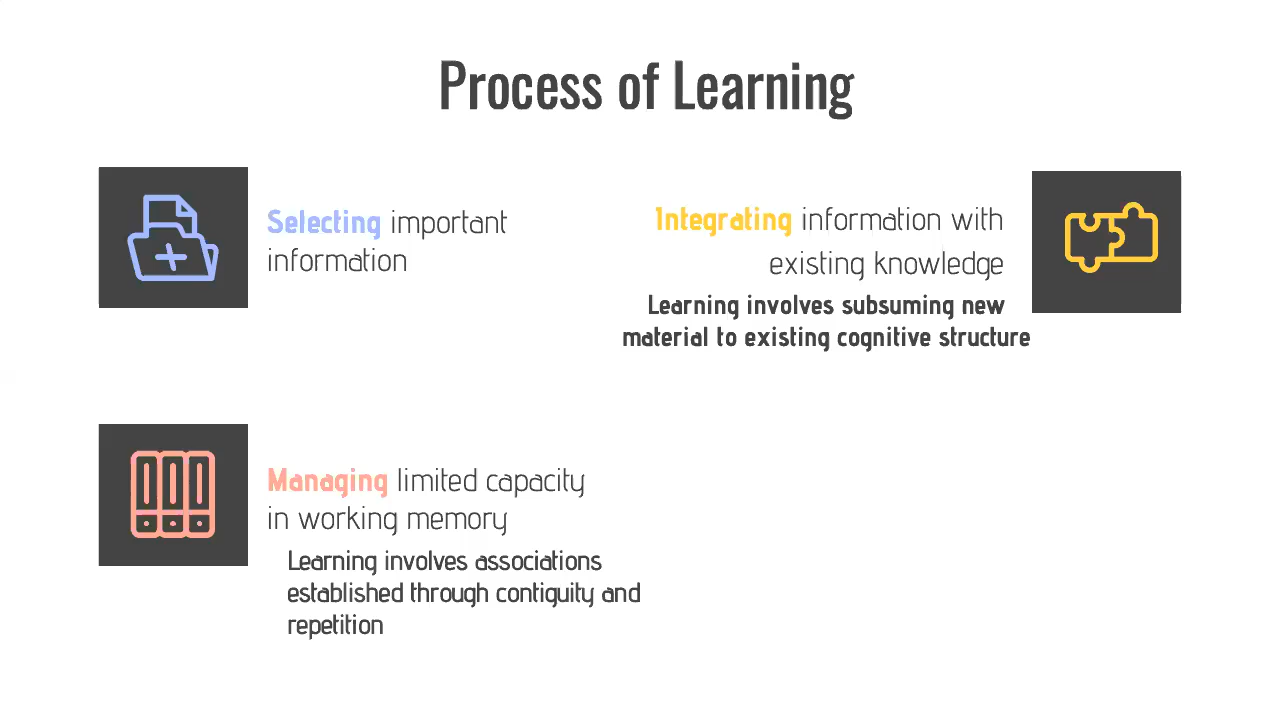 Process of Learning
Selecting important
information
Integrating information with
existing knowledge
Learning involves subsuming new
material to existing cognitive structure
Managing limited capacity
in working memory
Learning involves associations
established through contiguity and
repetition